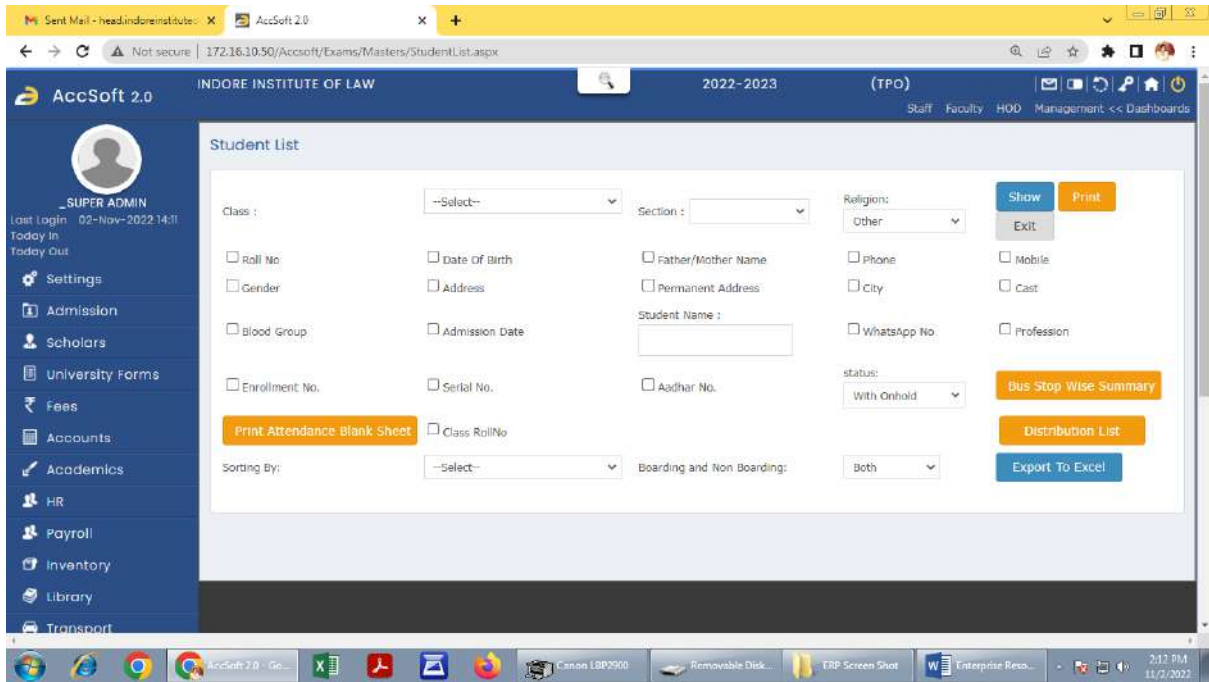 Sent Mail - head.indoreinstitute
AccSoft 2.0
Not secure | 172.16.10.50/Accsoft/Exams/Masters/StudentList.aspx
AccSoft 2.0
INDORE INSTITUTE OF LAW
2022-2023
(TPO)
Staff Faculty HOD Management << Dashboards
_SUPER ADMIN
Last Login 02-Nov-2022 14:11
Today In
Today Out
Settings
Admission
Scholars
University Forms
Fees
Accounts
Academics
HR
Payroll
Inventory
Library
Transport
Student List
Class : --Select-- Section : Religion: Other Show Print Exit
Roll No Date Of Birth Father/Mother Name Phone Mobile
Gender Address Permanent Address City Cast
Blood Group Admission Date Student Name : WhatsApp No Profession
Enrollment No. Serial No. Aadhar No. status: With Onhold Bus Stop Wise Summary
Print Attendance Blank Sheet Class RollNo Distribution List
Sorting By: --Select-- Boarding and Non Boarding: Both Export To Excel
AccSoft 2.0 - Go... Canon LBP2900 Removable Disk... ERP Screen Shot Enterprise Reso... 2:12 PM
11/2/2022